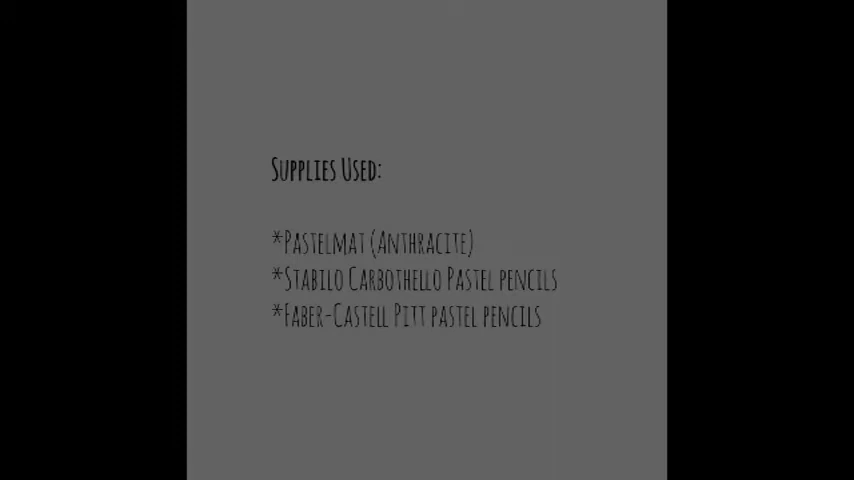 Supplies Used:
*Pastelmat (Anthracite)
*Stabilo Carbothello Pastel pencils
*Faber-Castell Pitt pastel pencils